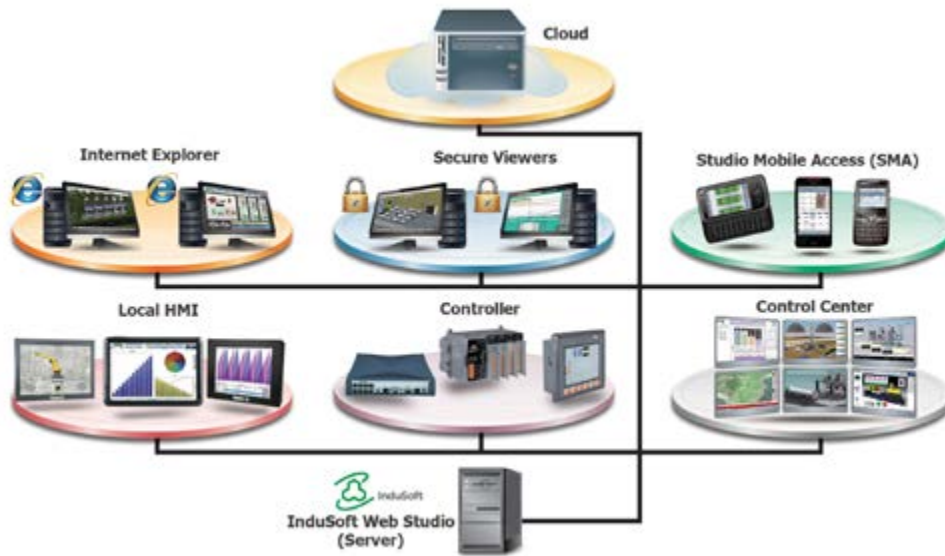 Cloud
Internet Explorer
Secure Viewers
Studio Mobile Access (SMA)
Local HMI
Controller
Control Center
InduSoft
InduSoft Web Studio
(Server)